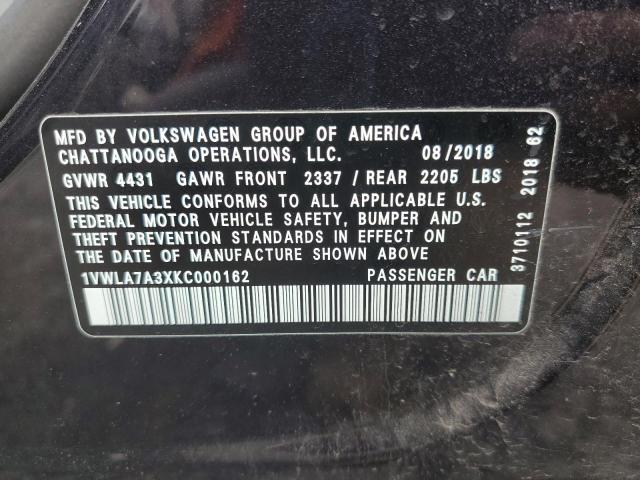 MFD BY VOLKSWAGEN GROUP OF AMERICA
CHATTANOOGA OPERATIONS, LLC. 08/2018
GVWR 4431 GAWR FRONT 2337 / REAR 2205 LBS
THIS VEHICLE CONFORMS TO ALL APPLICABLE U.S.
FEDERAL MOTOR VEHICLE SAFETY, BUMPER AND
THEFT PREVENTION STANDARDS IN EFFECT ON
THE DATE OF MANUFACTURE SHOWN ABOVE
1VWLA7A3XKC000162 PASSENGER CAR
3710112 2018 62